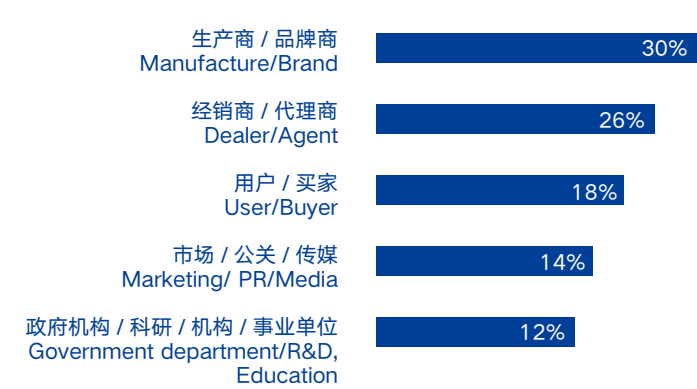 生产商 / 品牌商
Manufacture/Brand
30%
经销商 / 代理商
Dealer/Agent
26%
用户 / 买家
User/Buyer
18%
市场 / 公关 / 传媒
Marketing/ PR/Media
14%
政府机构 / 科研 / 机构 / 事业单位
Government department/R&D,
Education
12%